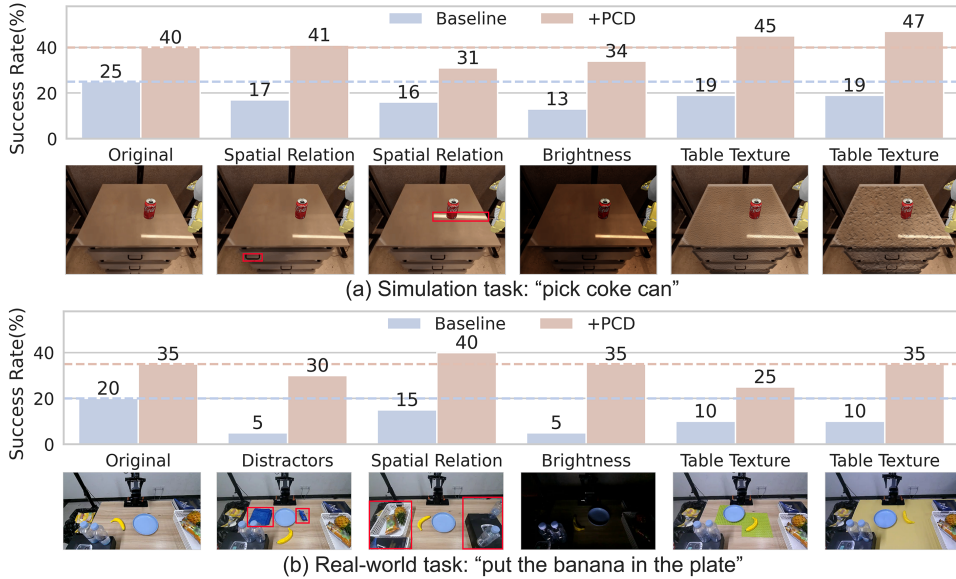 Baseline +PCD
Success Rate(%)
40
20
0
25 40 17 41 16 31 13 34 19 45 19 47
Original Spatial Relation Spatial Relation Brightness Table Texture Table Texture
(a) Simulation task: “pick coke can”
Baseline +PCD
Success Rate(%)
40
20
0
20 35 5 30 15 40 5 35 10 25 10 35
Original Distractors Spatial Relation Brightness Table Texture Table Texture
(b) Real-world task: “put the banana in the plate”